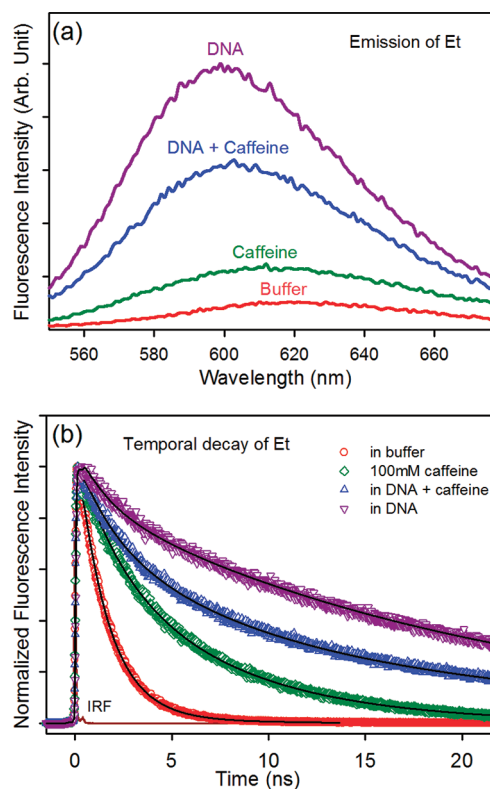 (a)
DNA
Emission of Et
DNA + Caffeine
Caffeine
Buffer
Fluorescence Intensity (Arb. Unit)
560 580 600 620 640 660
Wavelength (nm)
(b)
Temporal decay of Et
in buffer
100mM caffeine
in DNA + caffeine
in DNA
IRF
Normalized Fluorescence Intensity
0 5 10 15 20
Time (ns)